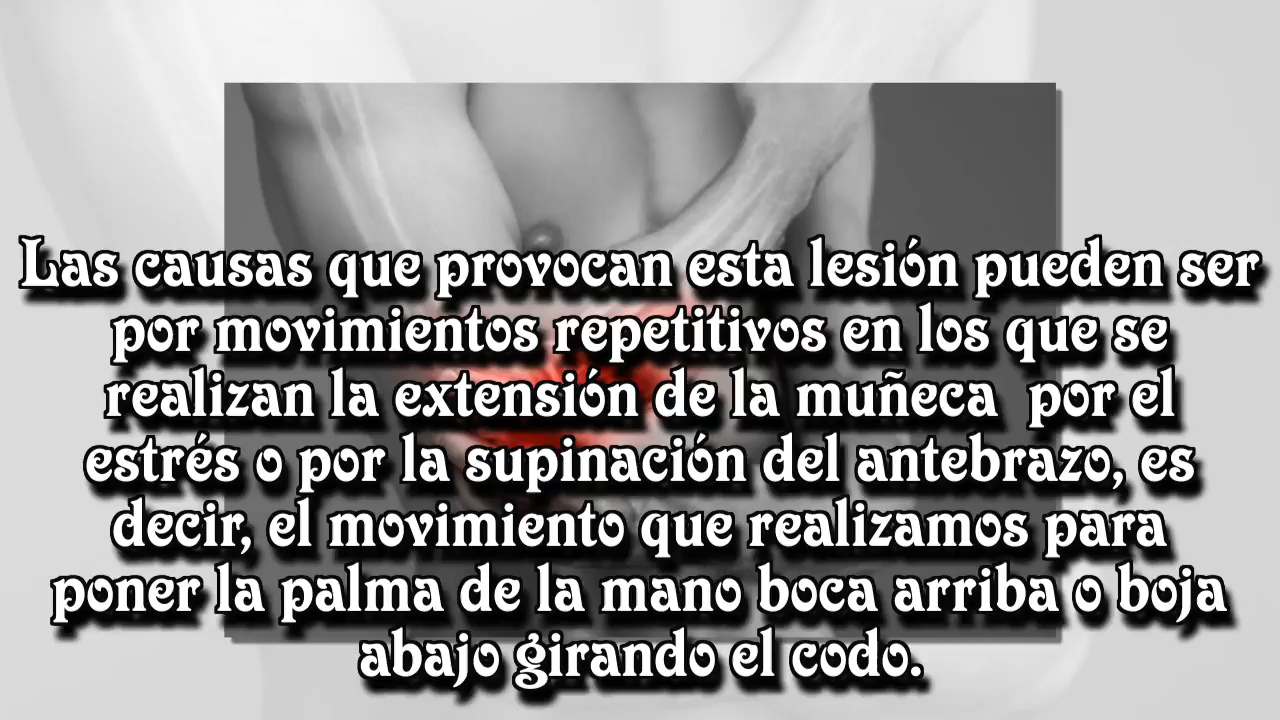 Las causas que provocan esta lesión pueden ser
por movimientos repetitivos en los que se
realizan la extensión de la muñeca  por el
estrés o por la supinación del antebrazo, es
decir, el movimiento que realizamos para
poner la palma de la mano boca arriba o boja
abajo girando el codo.